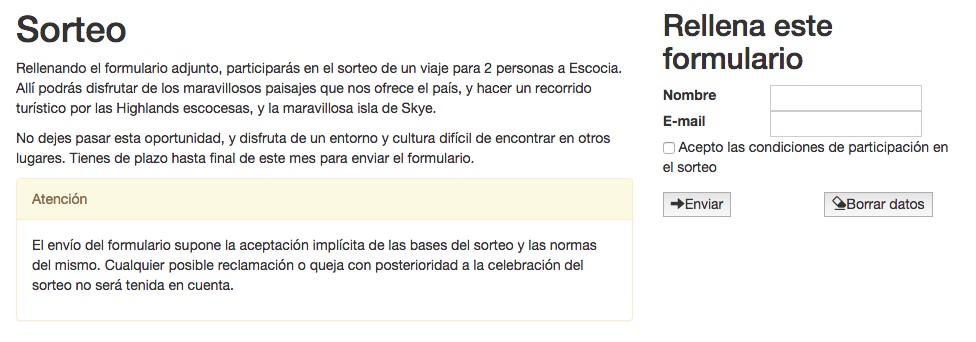 Sorteo
Rellenando el formulario adjunto, participarás en el sorteo de un viaje para 2 personas a Escocia.
Allí podrás disfrutar de los maravillosos paisajes que nos ofrece el país, y hacer un recorrido
turístico por las Highlands escocesas, y la maravillosa isla de Skye.
No dejes pasar esta oportunidad, y disfruta de un entorno y cultura difícil de encontrar en otros
lugares. Tienes de plazo hasta final de este mes para enviar el formulario.
Atención
El envío del formulario supone la aceptación implícita de las bases del sorteo y las normas
del mismo. Cualquier posible reclamación o queja con posterioridad a la celebración del
sorteo no será tenida en cuenta.
Rellena este
formulario
Nombre
E-mail
Acepto las condiciones de participación en
el sorteo
Enviar
Borrar datos